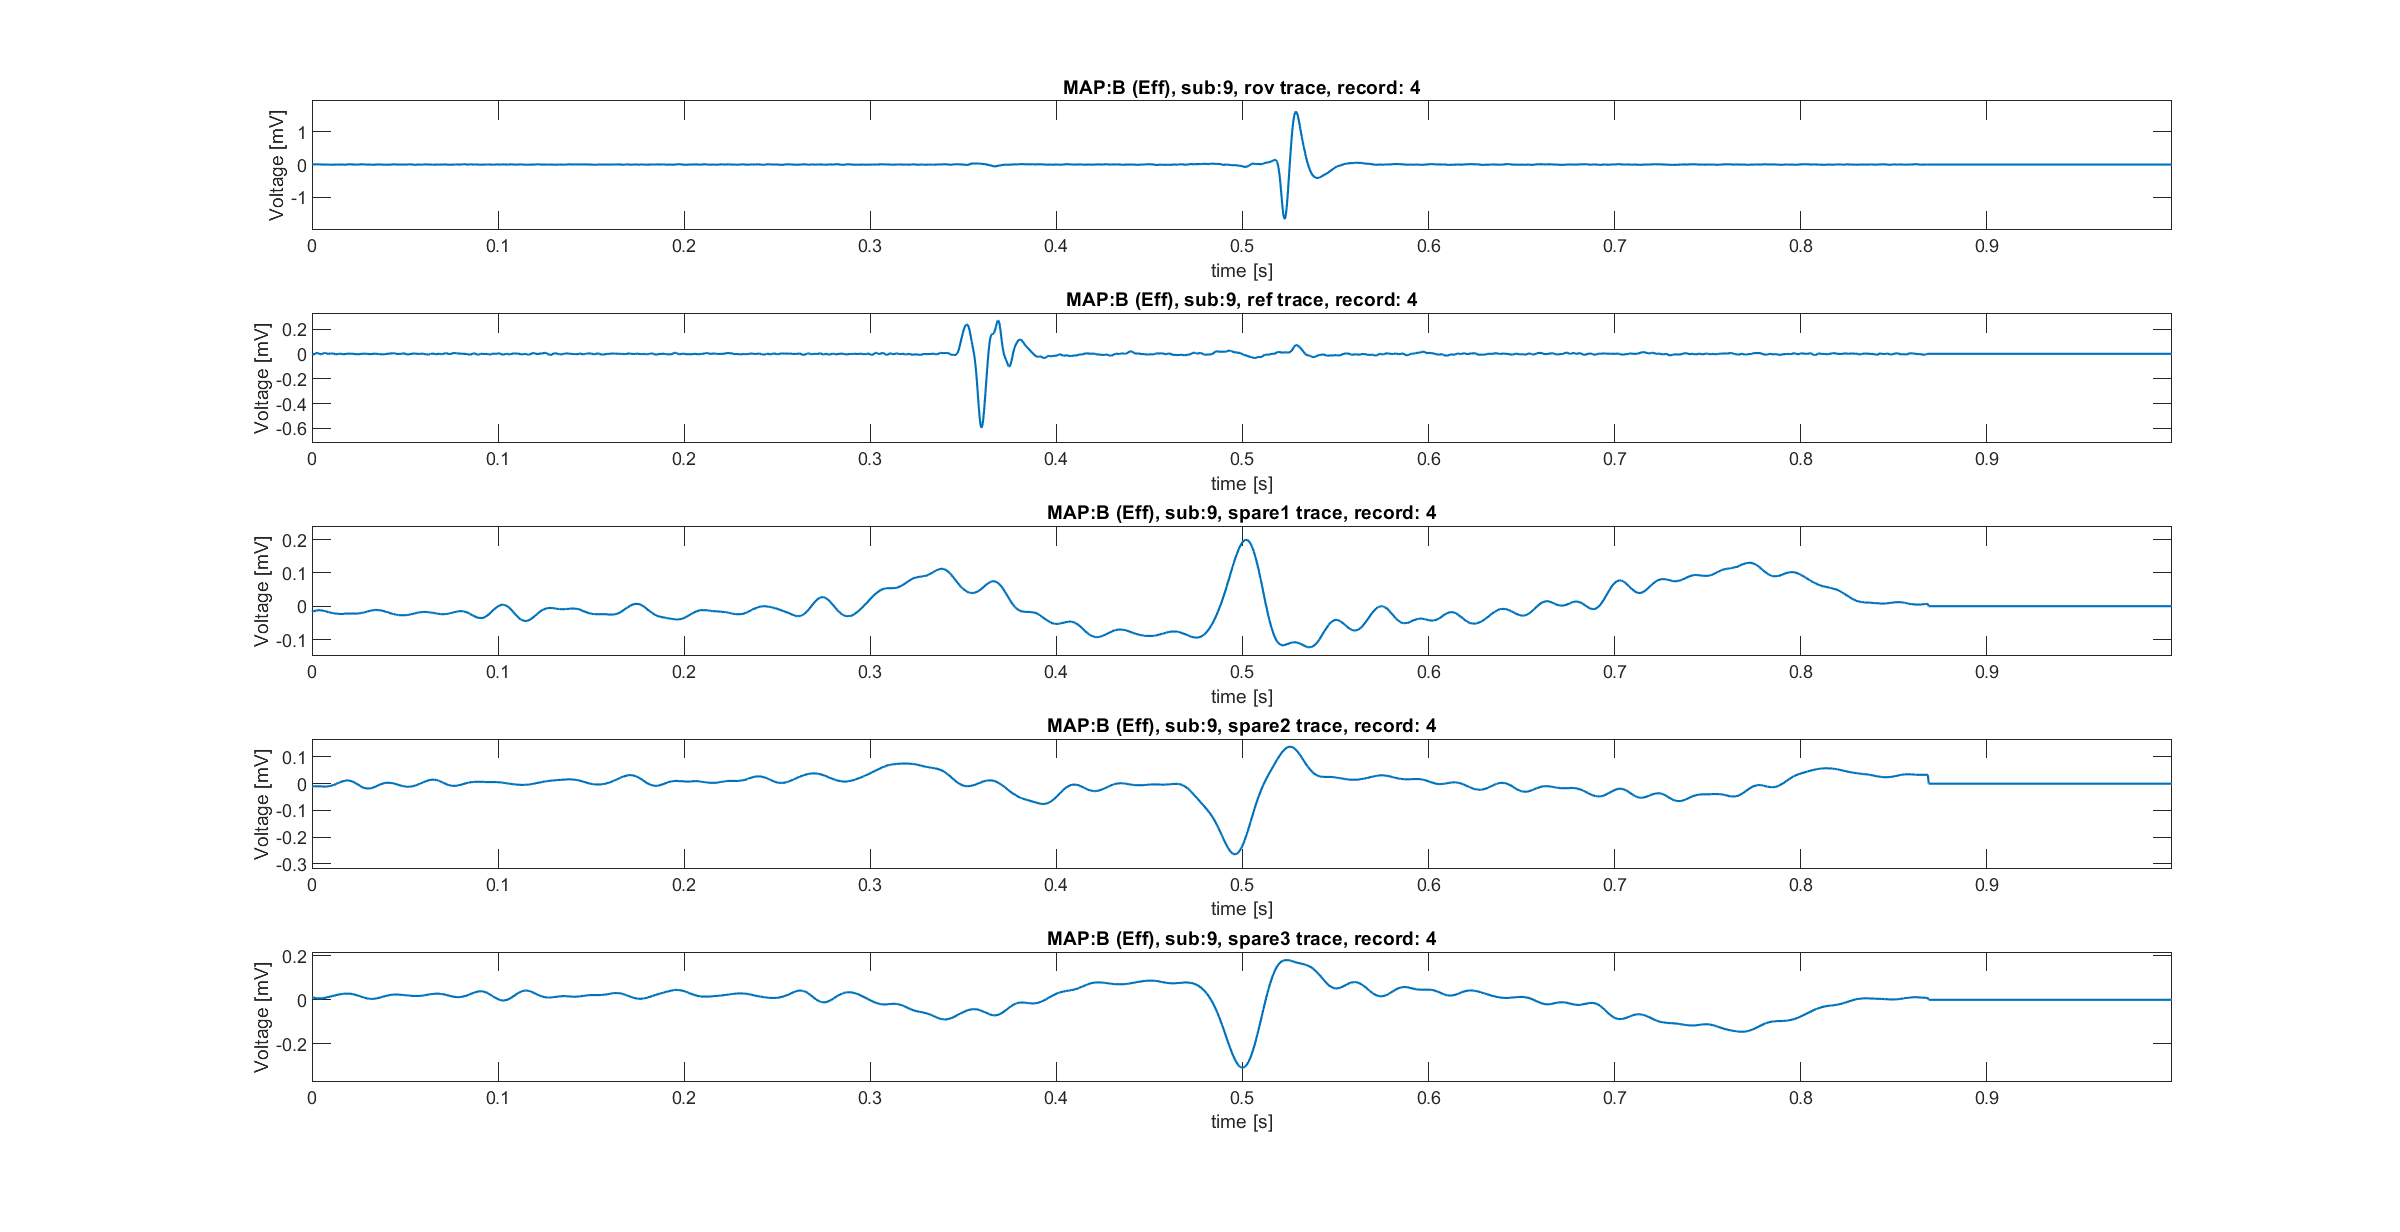 MAP:B (Eff), sub:9, rov trace, record: 4
Voltage [mV]
1
0
-1
0 0.1 0.2 0.3 0.4 0.5 0.6 0.7 0.8 0.9
time [s]
MAP:B (Eff), sub:9, ref trace, record: 4
Voltage [mV]
0.2
0
-0.2
-0.4
-0.6
0 0.1 0.2 0.3 0.4 0.5 0.6 0.7 0.8 0.9
time [s]
MAP:B (Eff), sub:9, spare1 trace, record: 4
Voltage [mV]
0.2
0.1
0
-0.1
0 0.1 0.2 0.3 0.4 0.5 0.6 0.7 0.8 0.9
time [s]
MAP:B (Eff), sub:9, spare2 trace, record: 4
Voltage [mV]
0.1
0
-0.1
-0.2
-0.3
0 0.1 0.2 0.3 0.4 0.5 0.6 0.7 0.8 0.9
time [s]
MAP:B (Eff), sub:9, spare3 trace, record: 4
Voltage [mV]
0.2
0
-0.2
0 0.1 0.2 0.3 0.4 0.5 0.6 0.7 0.8 0.9
time [s]